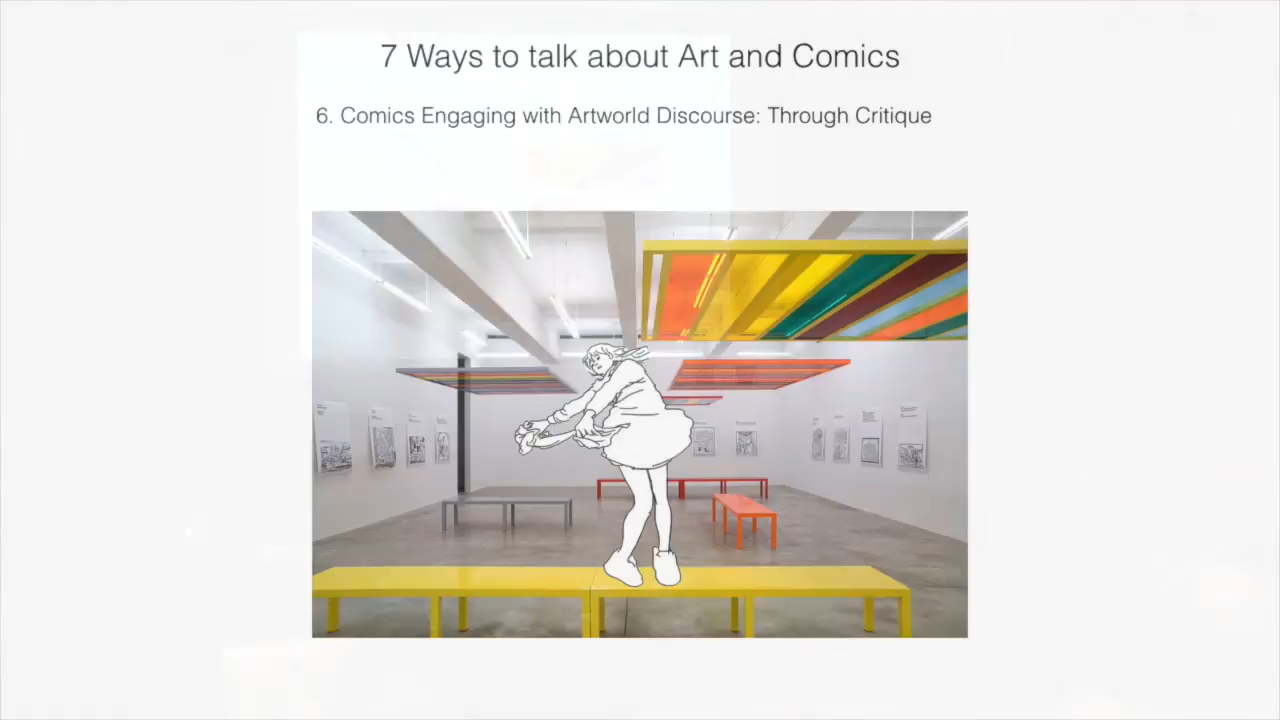 7 Ways to talk about Art and Comics
6. Comics Engaging with Artworld Discourse: Through Critique